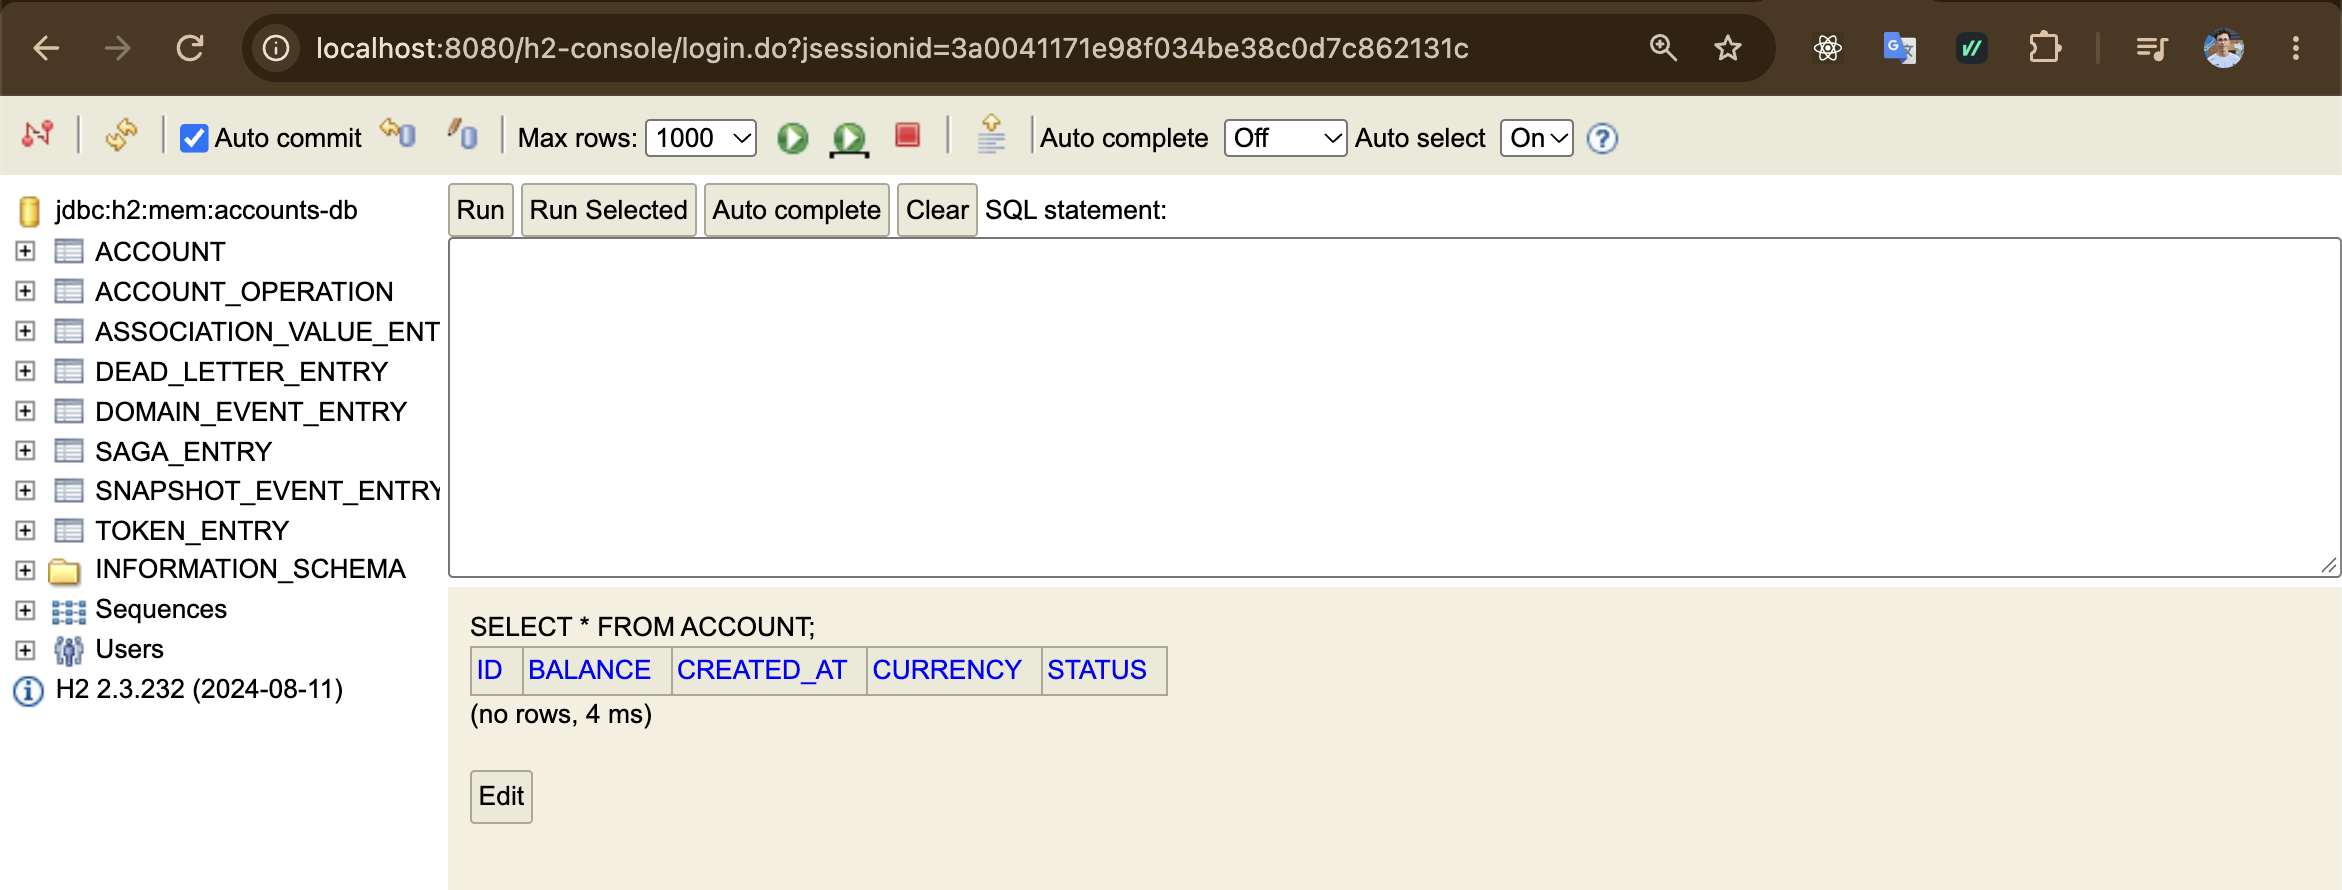 localhost:8080/h2-console/login.do?jsessionid=3a0041171e98f034be38c0d7c862131c
Auto commit Max rows: 1000 Auto complete Off Auto select On
jdbc:h2:mem:accounts-db
ACCOUNT
ACCOUNT_OPERATION
ASSOCIATION_VALUE_ENT
DEAD_LETTER_ENTRY
DOMAIN_EVENT_ENTRY
SAGA_ENTRY
SNAPSHOT_EVENT_ENTRY
TOKEN_ENTRY
INFORMATION_SCHEMA
Sequences
Users
H2 2.3.232 (2024-08-11)
Run Run Selected Auto complete Clear SQL statement:
SELECT * FROM ACCOUNT;
ID BALANCE CREATED_AT CURRENCY STATUS
(no rows, 4 ms)
Edit